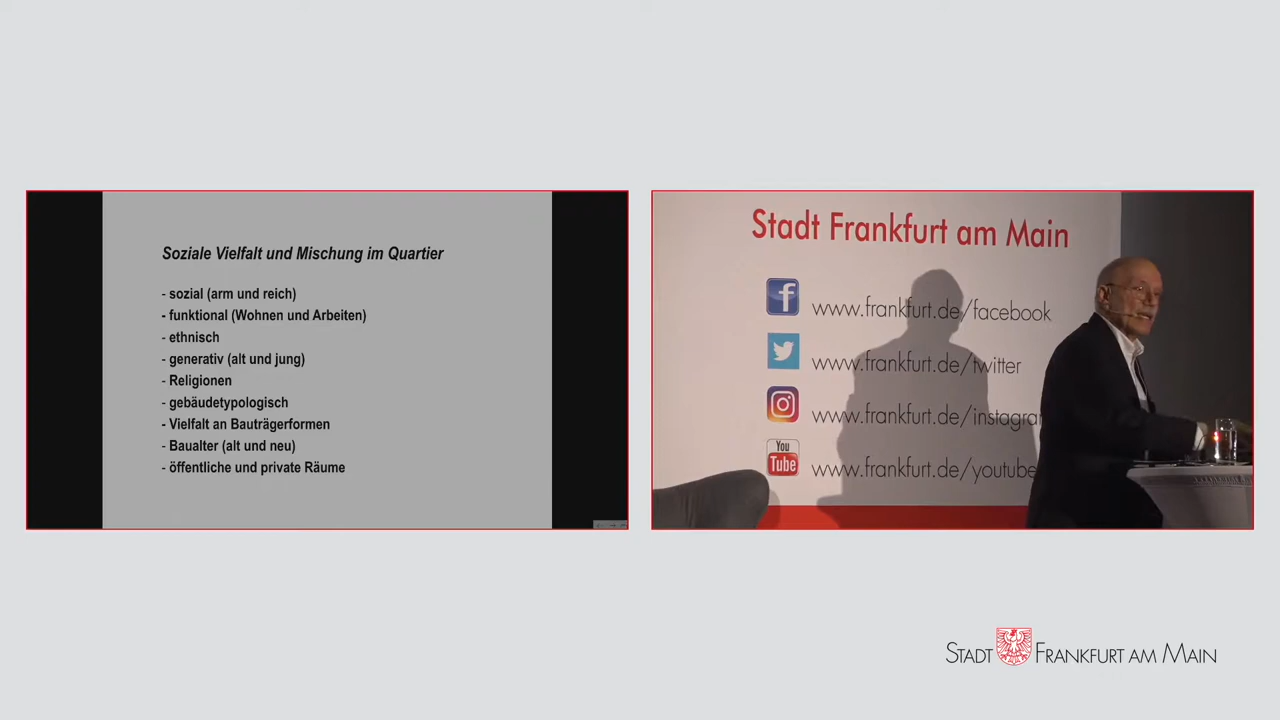 Soziale Vielfalt und Mischung im Quartier
- sozial (arm und reich)
- funktional (Wohnen und Arbeiten)
- ethnisch
- generativ (alt und jung)
- Religionen
- gebäudetypologisch
- Vielfalt an Bauträgerformen
- Baualter (alt und neu)
- öffentliche und private Räume
Stadt Frankfurt am Main
f
www.frankfurt.de/facebook
www.frankfurt.de/twitter
www.frankfurt.de/instagra
You
Tube
www.frankfurt.de/youtube
STADT FRANKFURT AM MAIN